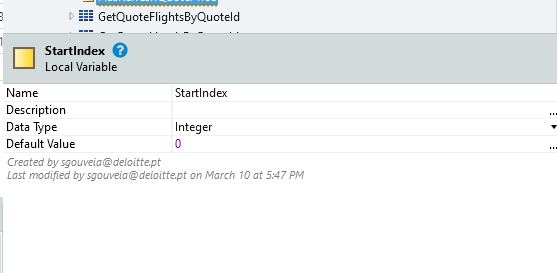 GetQuoteFlightsByQuoteId
StartIndex ?
Local Variable
Name StartIndex
Description ...
Data Type Integer
Default Value 0 ...
Created by sgouveia@deloitte.pt
Last modified by sgouveia@deloitte.pt on March 10 at 5:47 PM